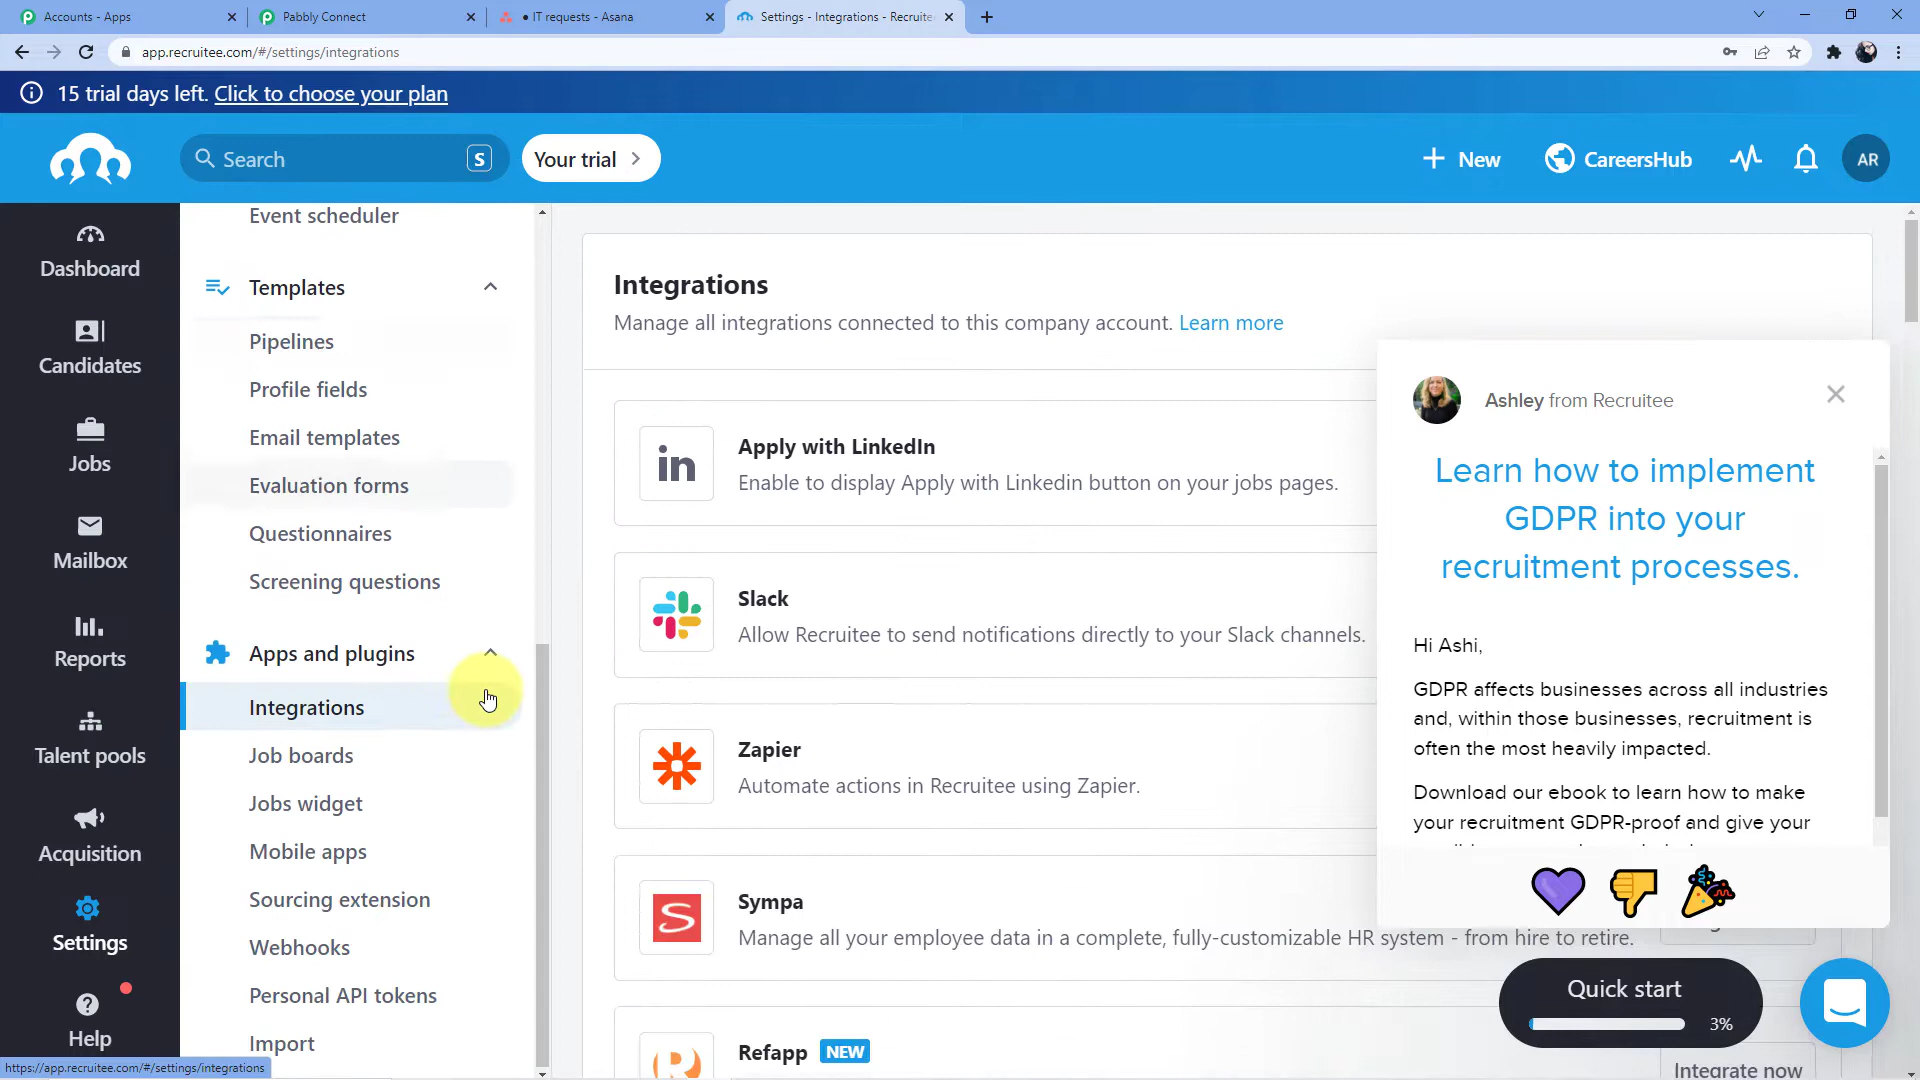 Accounts - Apps
Pabbly Connect
• IT requests - Asana
Settings - Integrations - Recruite
app.recruitee.com/#/settings/integrations
15 trial days left. Click to choose your plan
Search
S
Your trial
New
CareersHub
AR
Dashboard
Candidates
Jobs
Mailbox
Reports
Talent pools
Acquisition
Settings
Help
Event scheduler
Templates
Pipelines
Profile fields
Email templates
Evaluation forms
Questionnaires
Screening questions
Apps and plugins
Integrations
Job boards
Jobs widget
Mobile apps
Sourcing extension
Webhooks
Personal API tokens
Import
https://app.recruitee.com/#/settings/integrations
Integrations
Manage all integrations connected to this company account. Learn more
Apply with LinkedIn
Enable to display Apply with Linkedin button on your jobs pages.
Slack
Allow Recruitee to send notifications directly to your Slack channels.
Zapier
Automate actions in Recruitee using Zapier.
Sympa
Manage all your employee data in a complete, fully-customizable HR system - from hire to retire.
Refapp NEW
Integrate now
Ashley from Recruitee
Learn how to implement
GDPR into your
recruitment processes.
Hi Ashi,
GDPR affects businesses across all industries
and, within those businesses, recruitment is
often the most heavily impacted.
Download our ebook to learn how to make
your recruitment GDPR-proof and give your
Quick start
3%